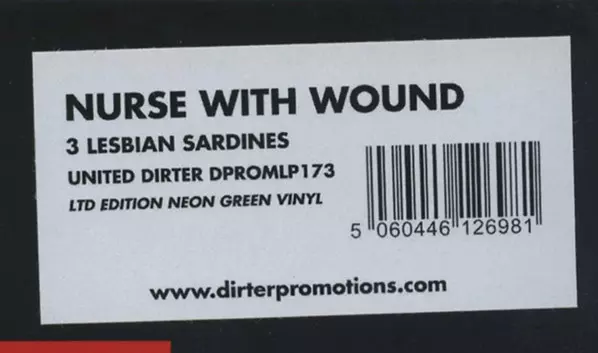 NURSE WITH WOUND
3 LESBIAN SARDINES
UNITED DIRTER DPROMLP173
LTD EDITION NEON GREEN VINYL
5 060446 126981
www.dirterpromotions.com